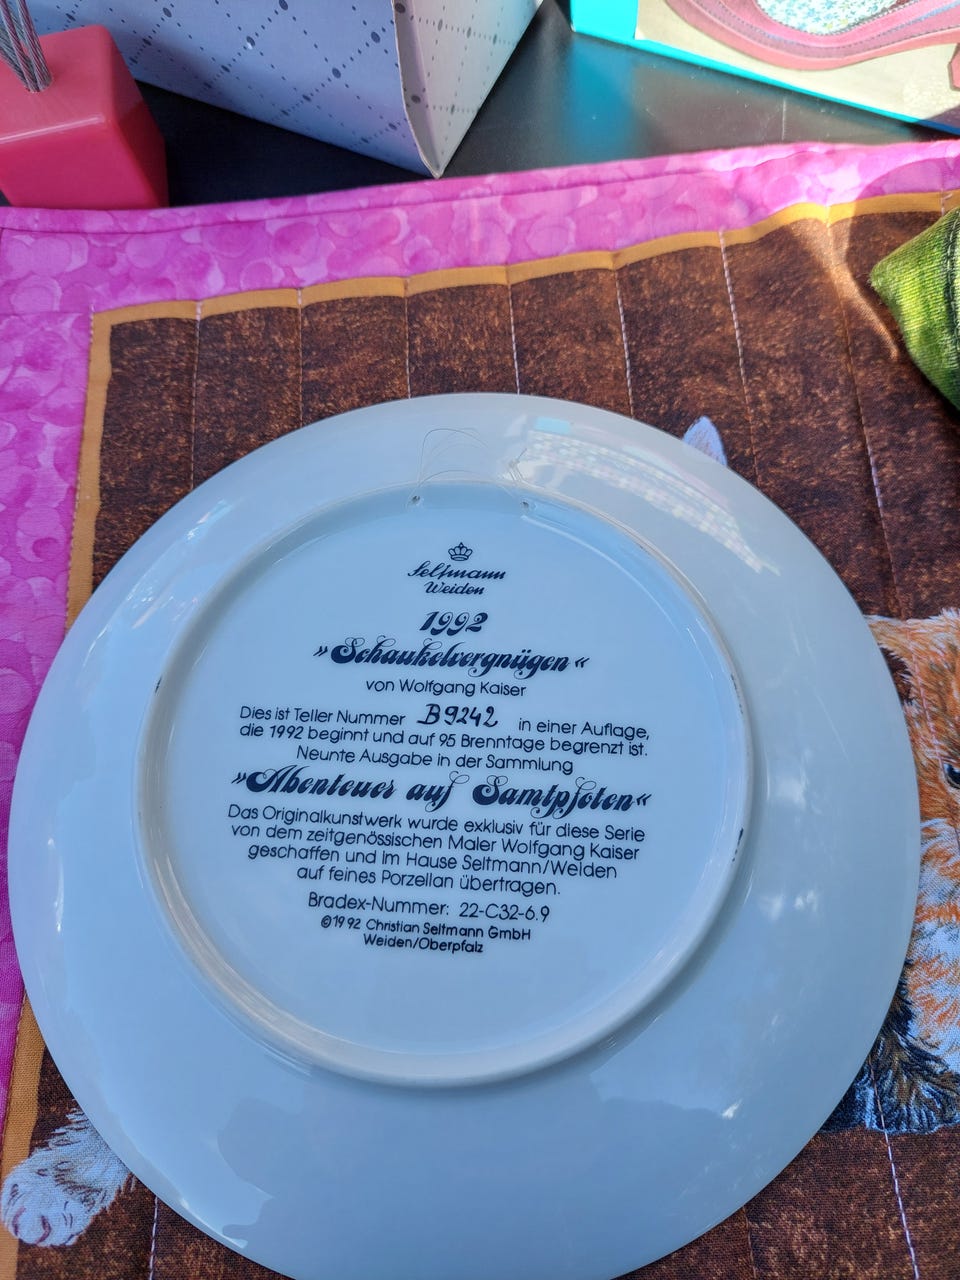 Seltmann
Weiden
1992
»Schaukelvergnügen«
von Wolfgang Kaiser
Dies ist Teller Nummer B9242 in einer Auflage,
die 1992 beginnt und auf 95 Brenntage begrenzt ist.
Neunte Ausgabe in der Sammlung
»Abenteuer auf Samtpfoten«
Das Originalkunstwerk wurde exklusiv für diese Serie
von dem zeitgenössischen Maler Wolfgang Kaiser
geschaffen und im Hause Seltmann/Weiden
auf feines Porzellan übertragen.
Bradex-Nummer: 22-C32-6.9
©1992 Christian Seltmann GmbH
Weiden/Oberpfalz